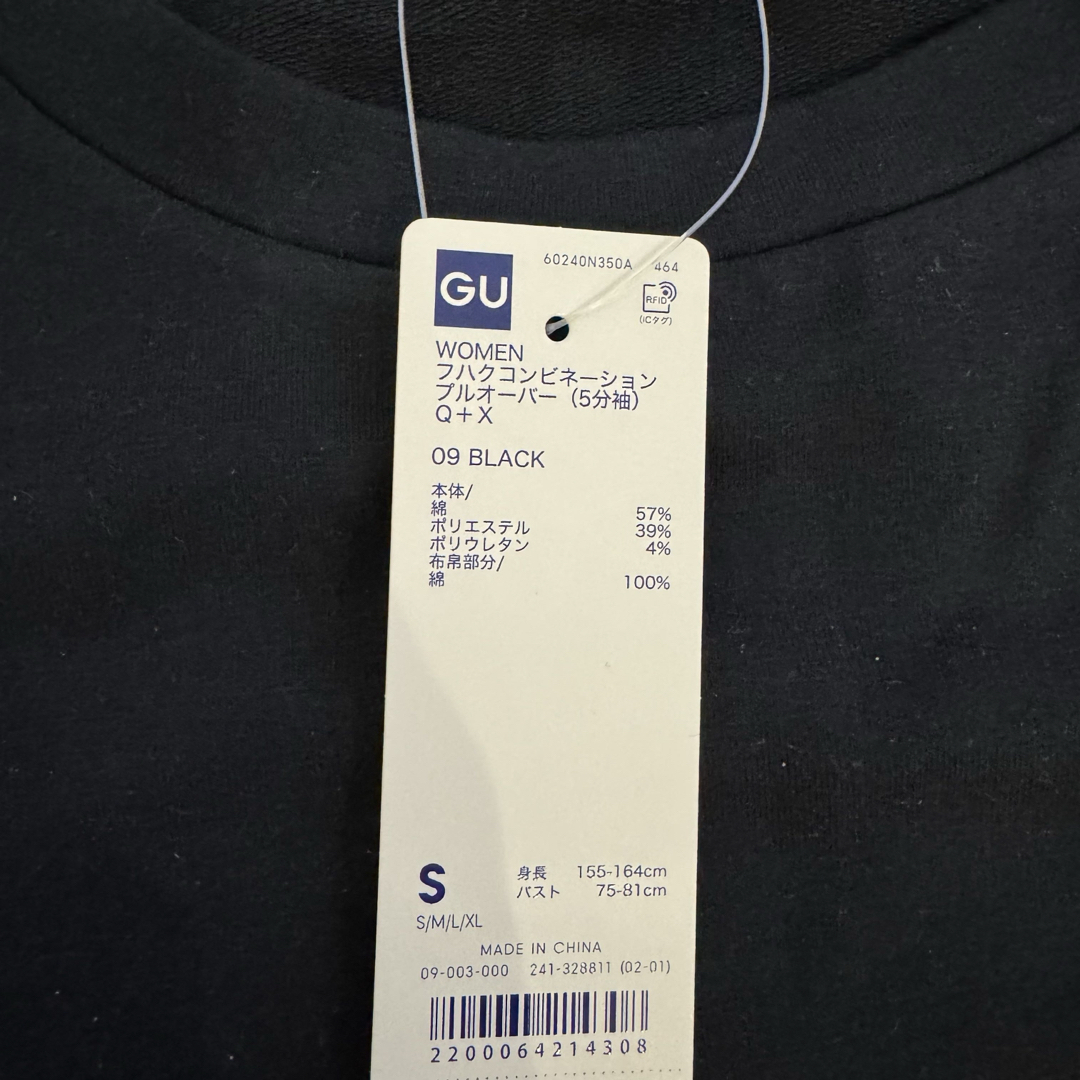 GU
60240N350A 464
RFID
(ICタグ)
WOMEN
フハクコンビネーション
プルオーバー（5分袖）
Q＋X
09 BLACK
本体/
綿 57%
ポリエステル 39%
ポリウレタン 4%
布帛部分/
綿 100%
S 身長 155-164cm
バスト 75-81cm
S/M/L/XL
MADE IN CHINA
09-003-000 241-328811 (02-01)
2200064214308